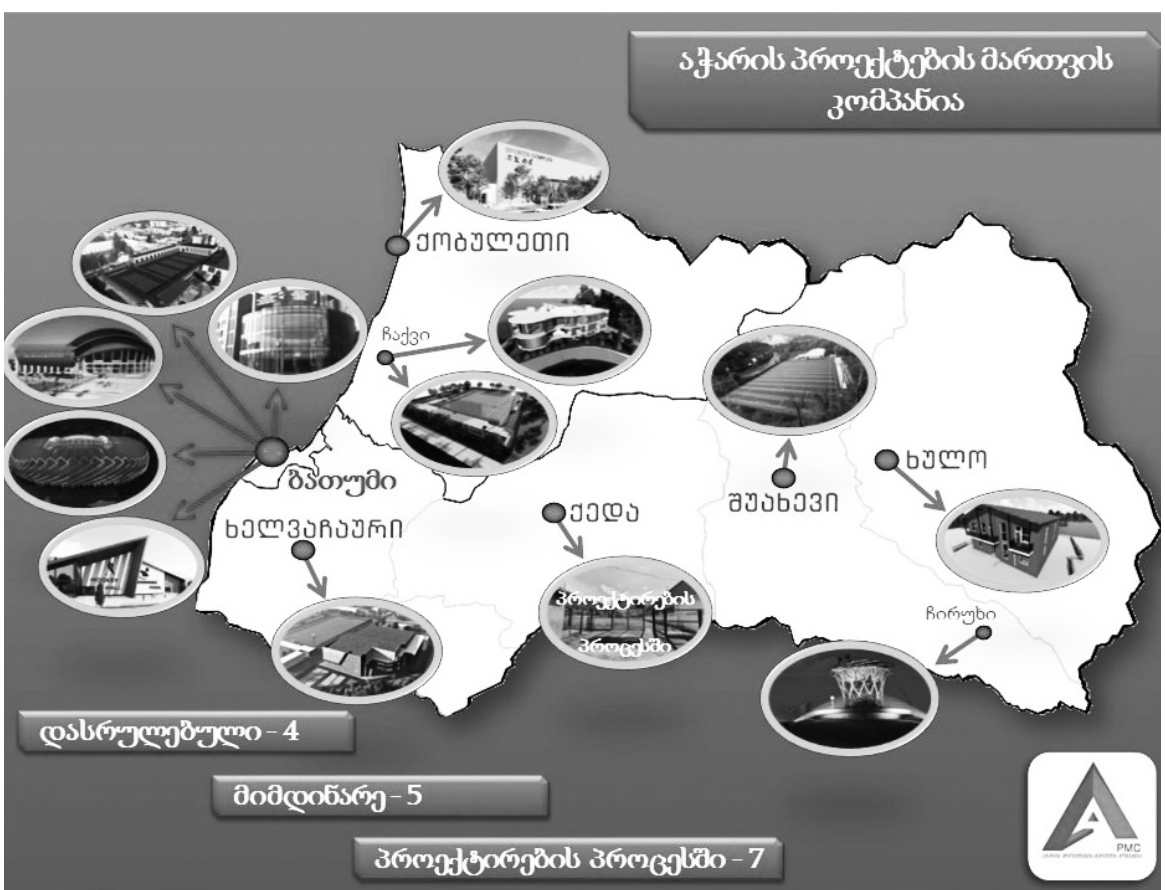 აჭარის პროექტების მართვის
კომპანია
ქობულეთი
ჩაქვი
ბათუმი
ხელვაჩაური
ქედა
შუახევი
ხულო
პროექტირების
პროცესში
ჩირუხი
დასრულებული - 4
მიმდინარე - 5
პროექტირების პროცესში - 7
PMC